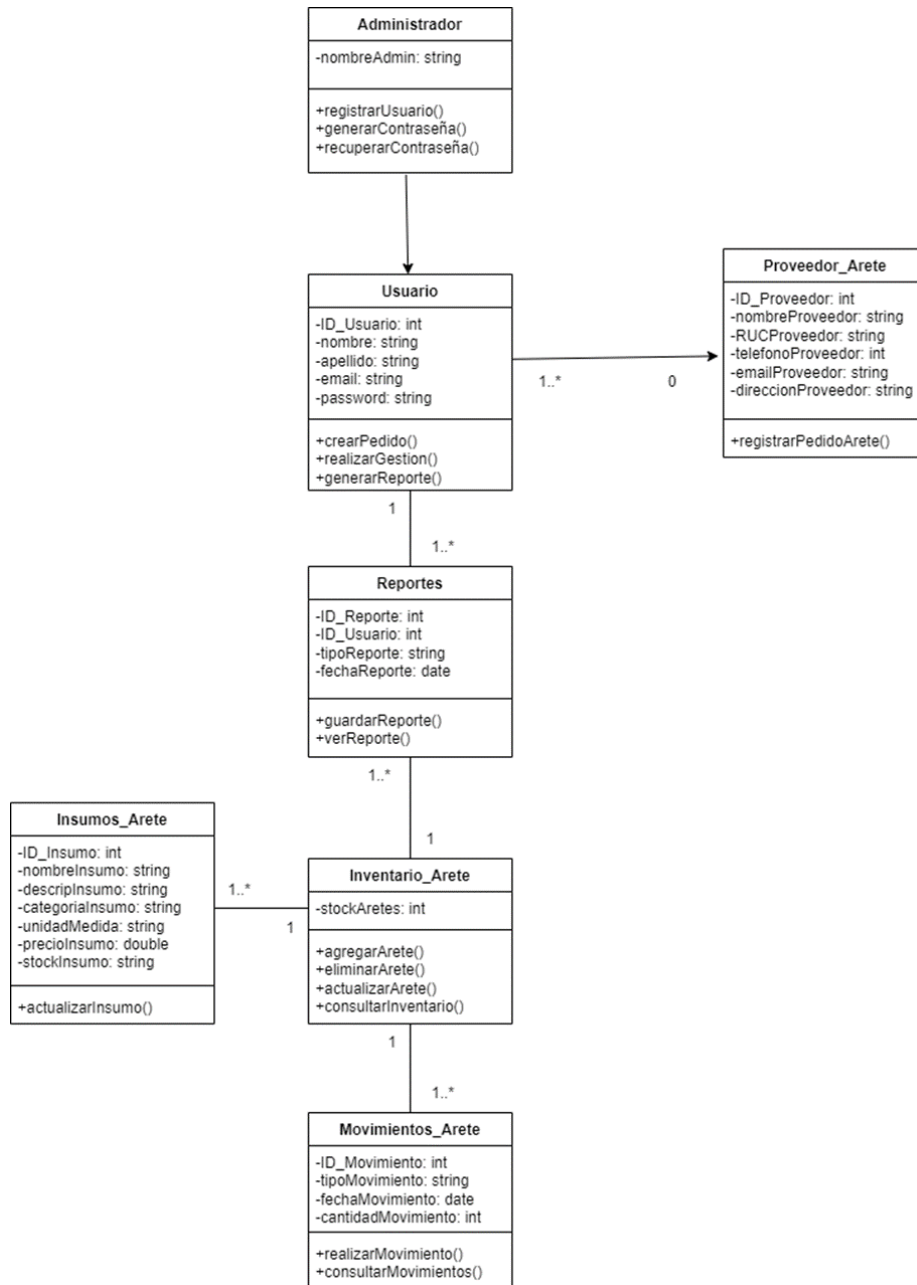 Administrador
-nombreAdmin: string
+registrarUsuario()
+generarContraseña()
+recuperarContraseña()
Usuario
-ID_Usuario: int
-nombre: string
-apellido: string
-email: string
-password: string
+crearPedido()
+realizarGestion()
+generarReporte()
1..*
0
Proveedor_Arete
-ID_Proveedor: int
-nombreProveedor: string
-RUCProveedor: string
-telefonoProveedor: int
-emailProveedor: string
-direccionProveedor: string
+registrarPedidoArete()
1
1..*
Reportes
-ID_Reporte: int
-ID_Usuario: int
-tipoReporte: string
-fechaReporte: date
+guardarReporte()
+verReporte()
1..*
1
Insumos_Arete
-ID_Insumo: int
-nombreInsumo: string
-descripInsumo: string
-categoriaInsumo: string
-unidadMedida: string
-precioInsumo: double
-stockInsumo: string
+actualizarInsumo()
1..*
1
Inventario_Arete
-stockAretes: int
+agregarArete()
+eliminarArete()
+actualizarArete()
+consultarInventario()
1
1..*
Movimientos_Arete
-ID_Movimiento: int
-tipoMovimiento: string
-fechaMovimiento: date
-cantidadMovimiento: int
+realizarMovimiento()
+consultarMovimientos()